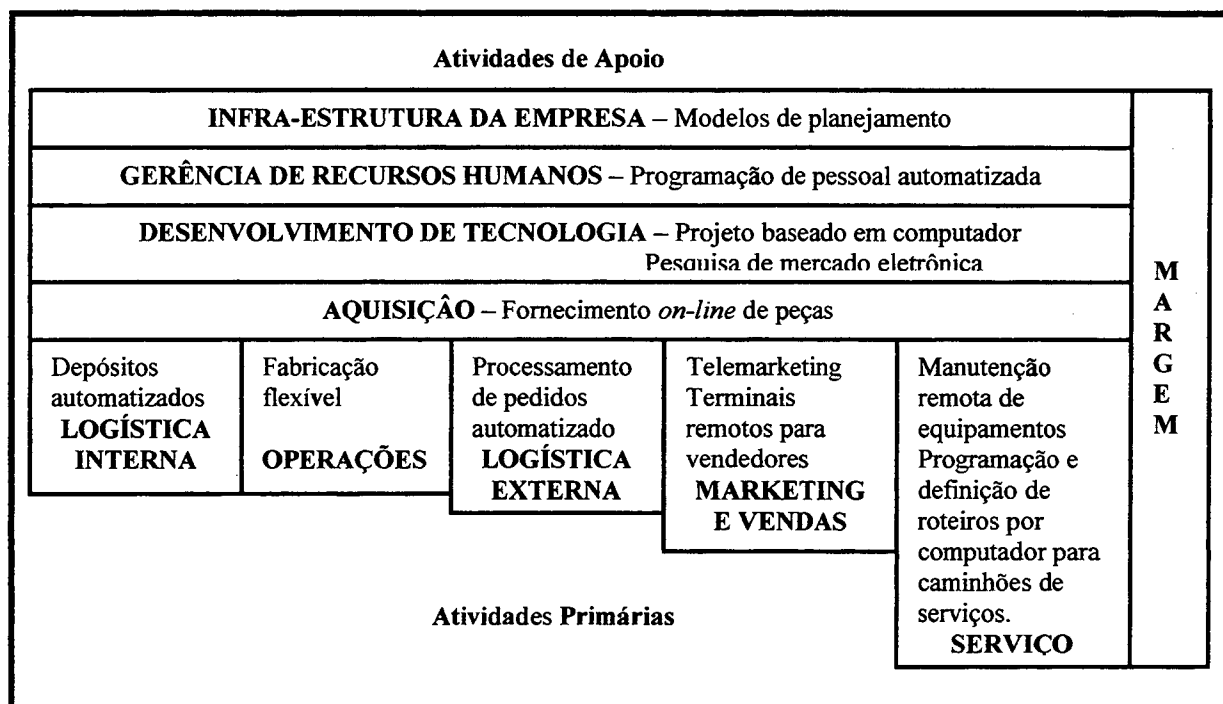 Atividades de Apoio
INFRA-ESTRUTURA DA EMPRESA – Modelos de planejamento
GERÊNCIA DE RECURSOS HUMANOS – Programação de pessoal automatizada
DESENVOLVIMENTO DE TECNOLOGIA – Projeto baseado em computador
Pesquisa de mercado eletrônica
AQUISIÇÂO – Fornecimento on-line de peças
Depósitos
automatizados
LOGÍSTICA
INTERNA
Fabricação
flexível
OPERAÇÕES
Processamento
de pedidos
automatizado
LOGÍSTICA
EXTERNA
Telemarketing
Terminais
remotos para
vendedores
MARKETING
E VENDAS
Manutenção
remota de
equipamentos
Programação e
definição de
roteiros por
computador para
caminhões de
serviços.
SERVIÇO
M
A
R
G
E
M
Atividades Primárias